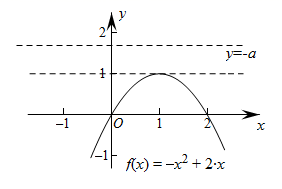 y
2
y=-a
1
-1 O 1 2 x
-1
f(x) = -x² + 2·x